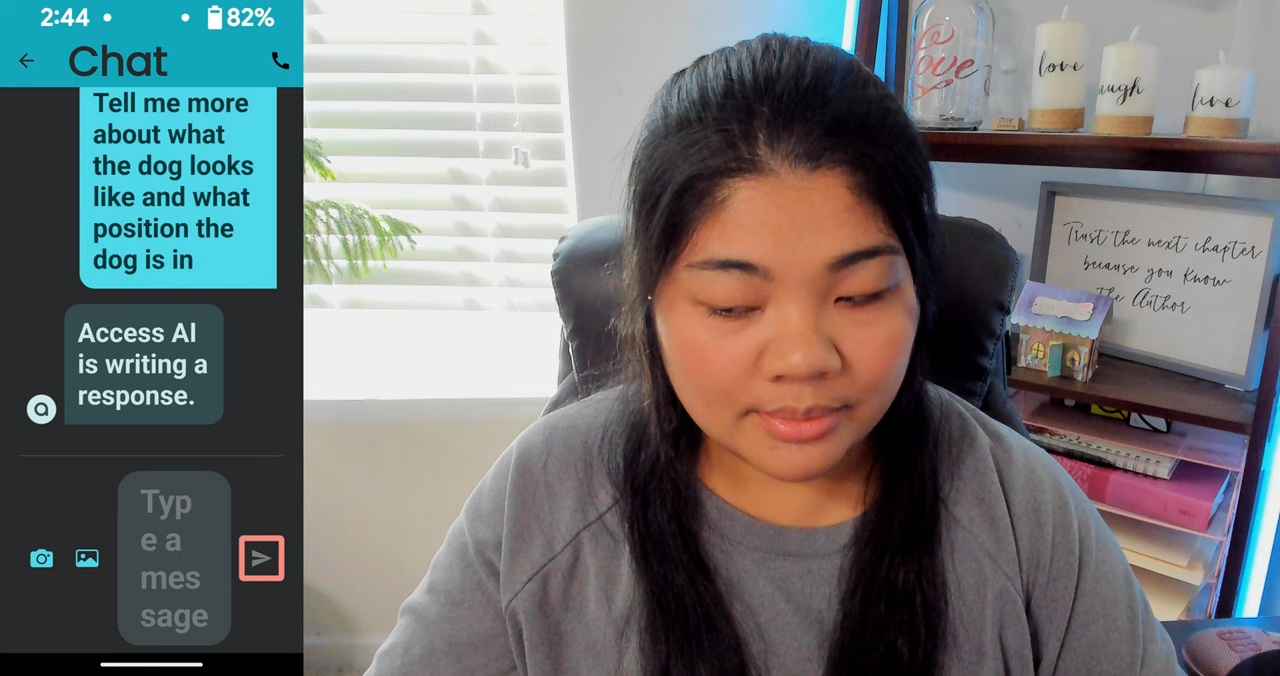 2:44
82%
Chat
Tell me more
about what
the dog looks
like and what
position the
dog is in
Access AI
is writing a
response.
Typ
e a
mes
sage
love
love
augh
live
Trust the next chapter
because you know
the Author